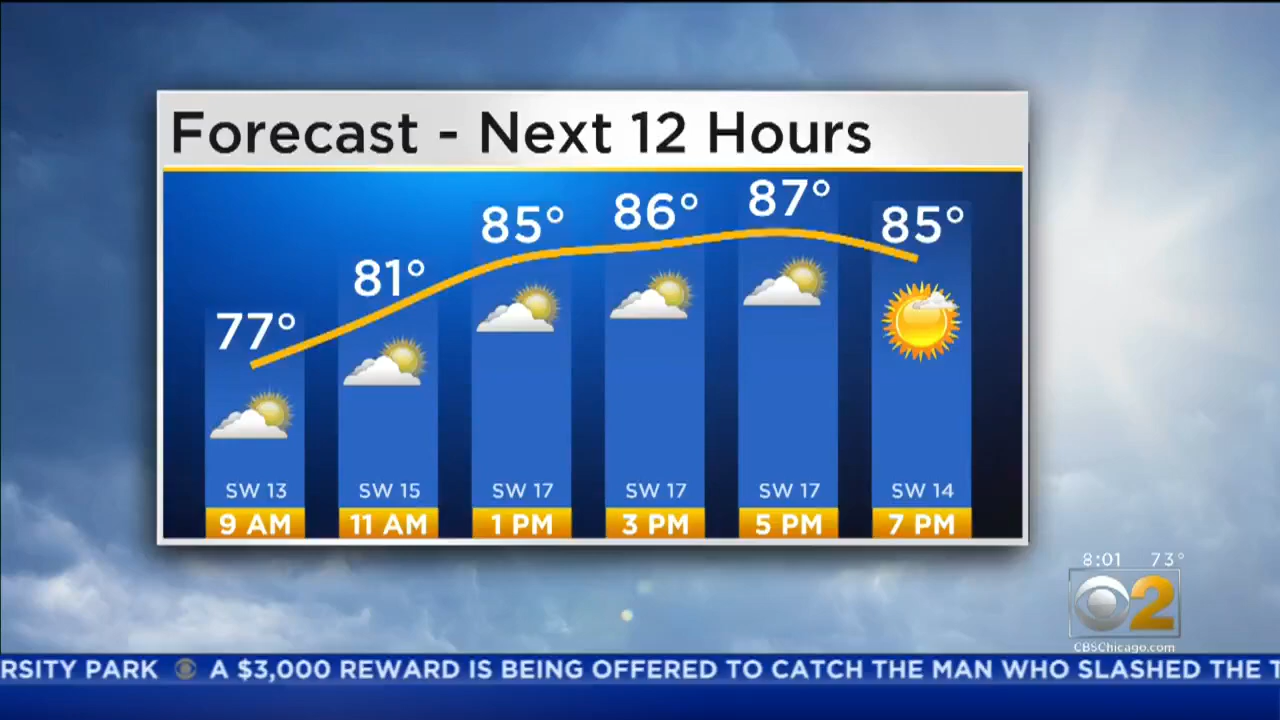 Forecast - Next 12 Hours
77° 81° 85° 86° 87° 85°
SW 13 SW 15 SW 17 SW 17 SW 17 SW 14
9 AM 11 AM 1 PM 3 PM 5 PM 7 PM
8:01 73°
2
CBSChicago.com
RSITY PARK A $3,000 REWARD IS BEING OFFERED TO CATCH THE MAN WHO SLASHED THE T